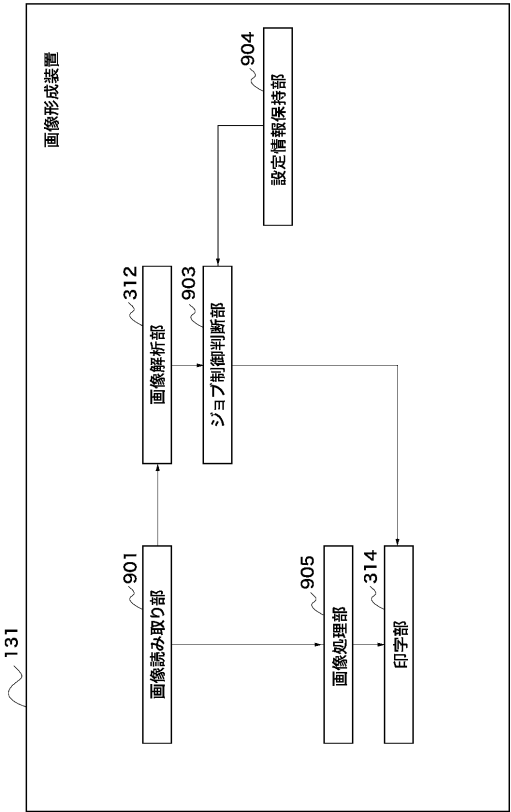 131
画像形成装置
901
画像読み取り部
312
画像解析部
903
ジョブ制御判断部
904
設定情報保持部
905
画像処理部
314
印字部